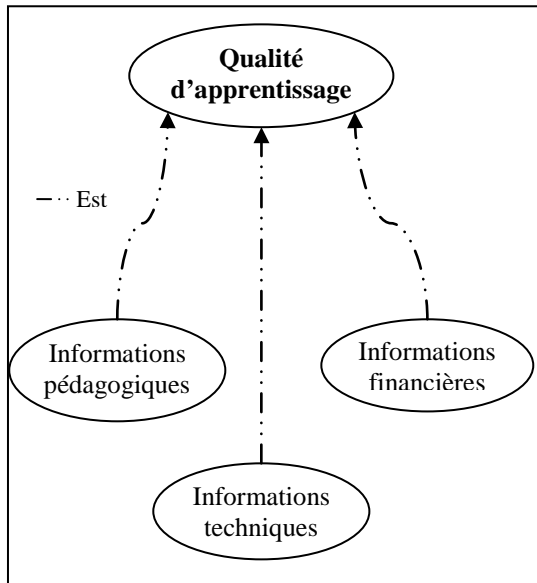 Qualité
d’apprentissage
Est
Informations
pédagogiques
Informations
financières
Informations
techniques